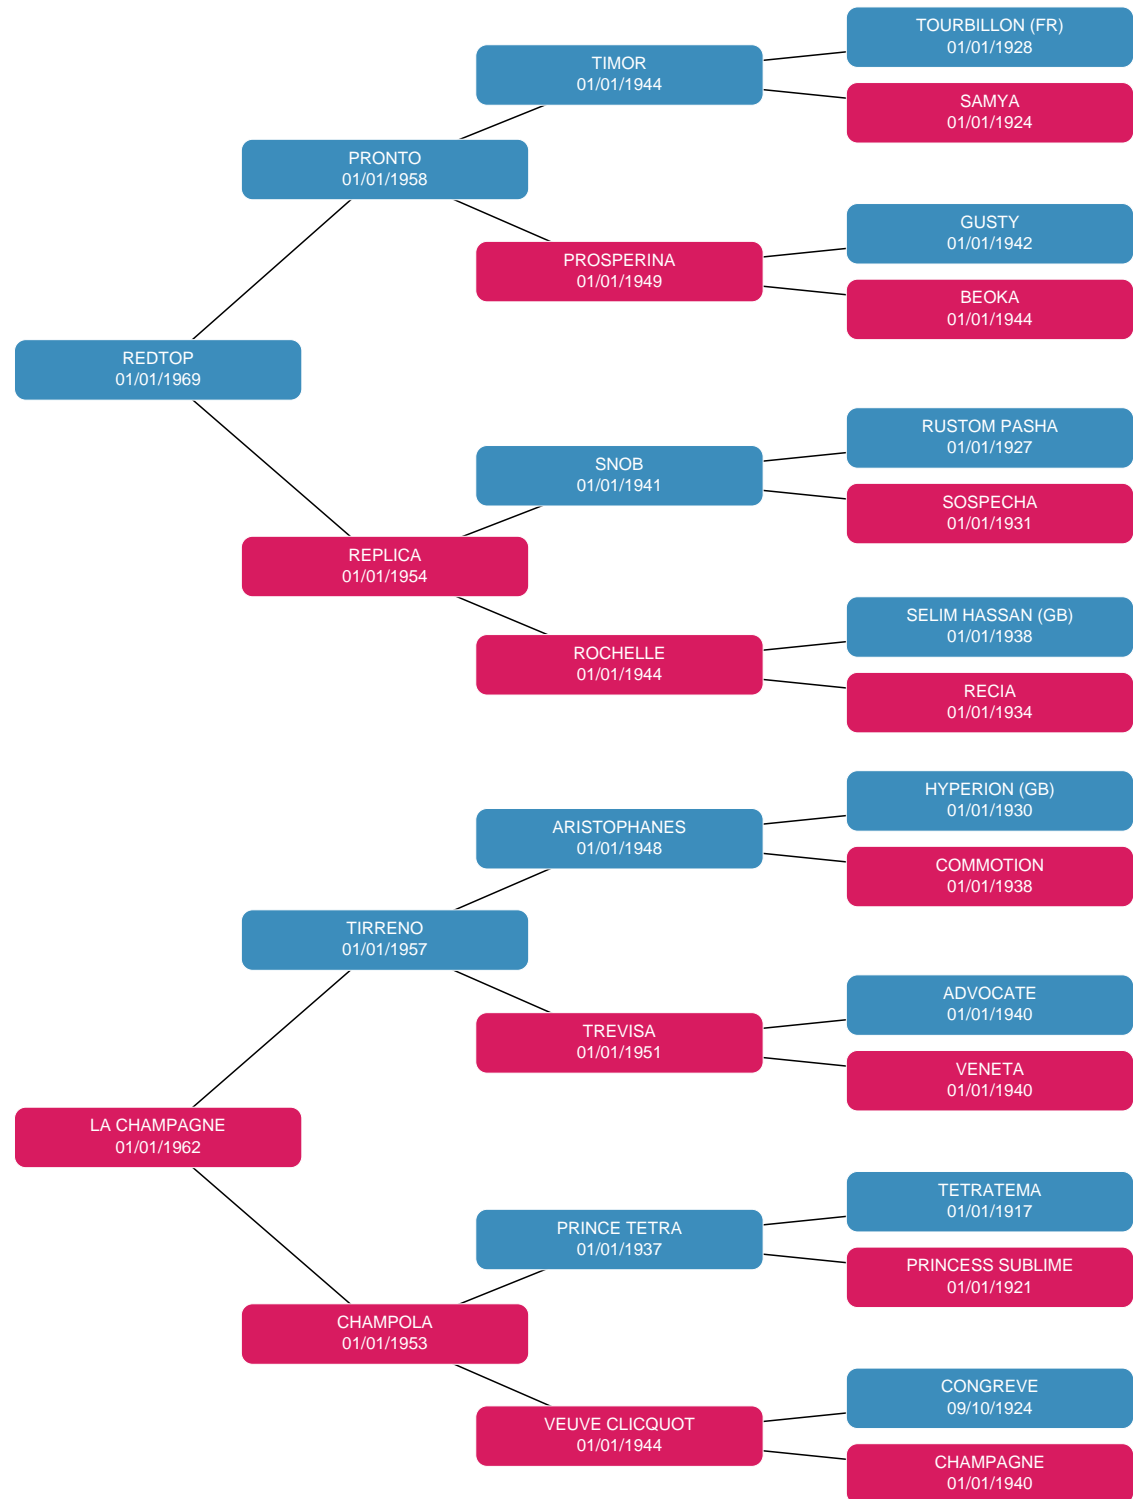 TOURBILLON (FR)
01/01/1928
TIMOR
01/01/1944
SAMYA
01/01/1924
PRONTO
01/01/1958
GUSTY
01/01/1942
PROSPERINA
01/01/1949
BEOKA
01/01/1944
REDTOP
01/01/1969
RUSTOM PASHA
01/01/1927
SNOB
01/01/1941
SOSPECHA
01/01/1931
REPLICA
01/01/1954
SELIM HASSAN (GB)
01/01/1938
ROCHELLE
01/01/1944
RECIA
01/01/1934
HYPERION (GB)
01/01/1930
ARISTOPHANES
01/01/1948
COMMOTION
01/01/1938
TIRRENO
01/01/1957
ADVOCATE
01/01/1940
TREVISA
01/01/1951
VENETA
01/01/1940
LA CHAMPAGNE
01/01/1962
TETRATEMA
01/01/1917
PRINCE TETRA
01/01/1937
PRINCESS SUBLIME
01/01/1921
CHAMPOLA
01/01/1953
CONGREVE
09/10/1924
VEUVE CLICQUOT
01/01/1944
CHAMPAGNE
01/01/1940